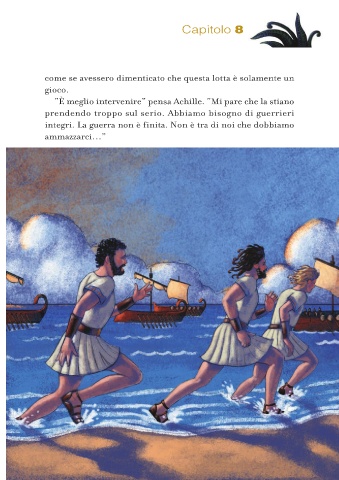 Capitolo 8
come se avessero dimenticato che questa lotta è solamente un
gioco.
"È meglio intervenire" pensa Achille. "Mi pare che la stiano
prendendo troppo sul serio. Abbiamo bisogno di guerrieri
integri. La guerra non è finita. Non è tra di noi che dobbiamo
ammazzarci…"